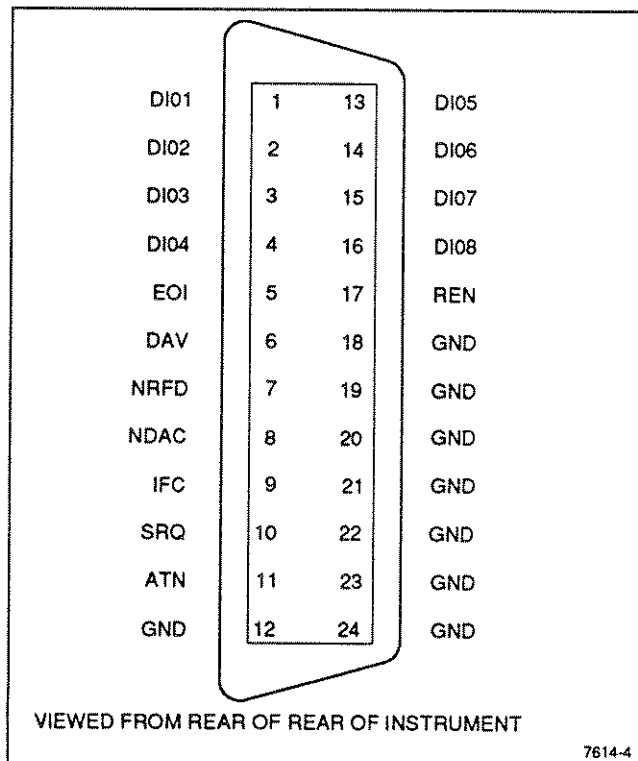 DI01 1 13 DI05
DI02 2 14 DI06
DI03 3 15 DI07
DI04 4 16 DI08
EOI 5 17 REN
DAV 6 18 GND
NRFD 7 19 GND
NDAC 8 20 GND
IFC 9 21 GND
SRQ 10 22 GND
ATN 11 23 GND
GND 12 24 GND
VIEWED FROM REAR OF REAR OF INSTRUMENT
7614-4